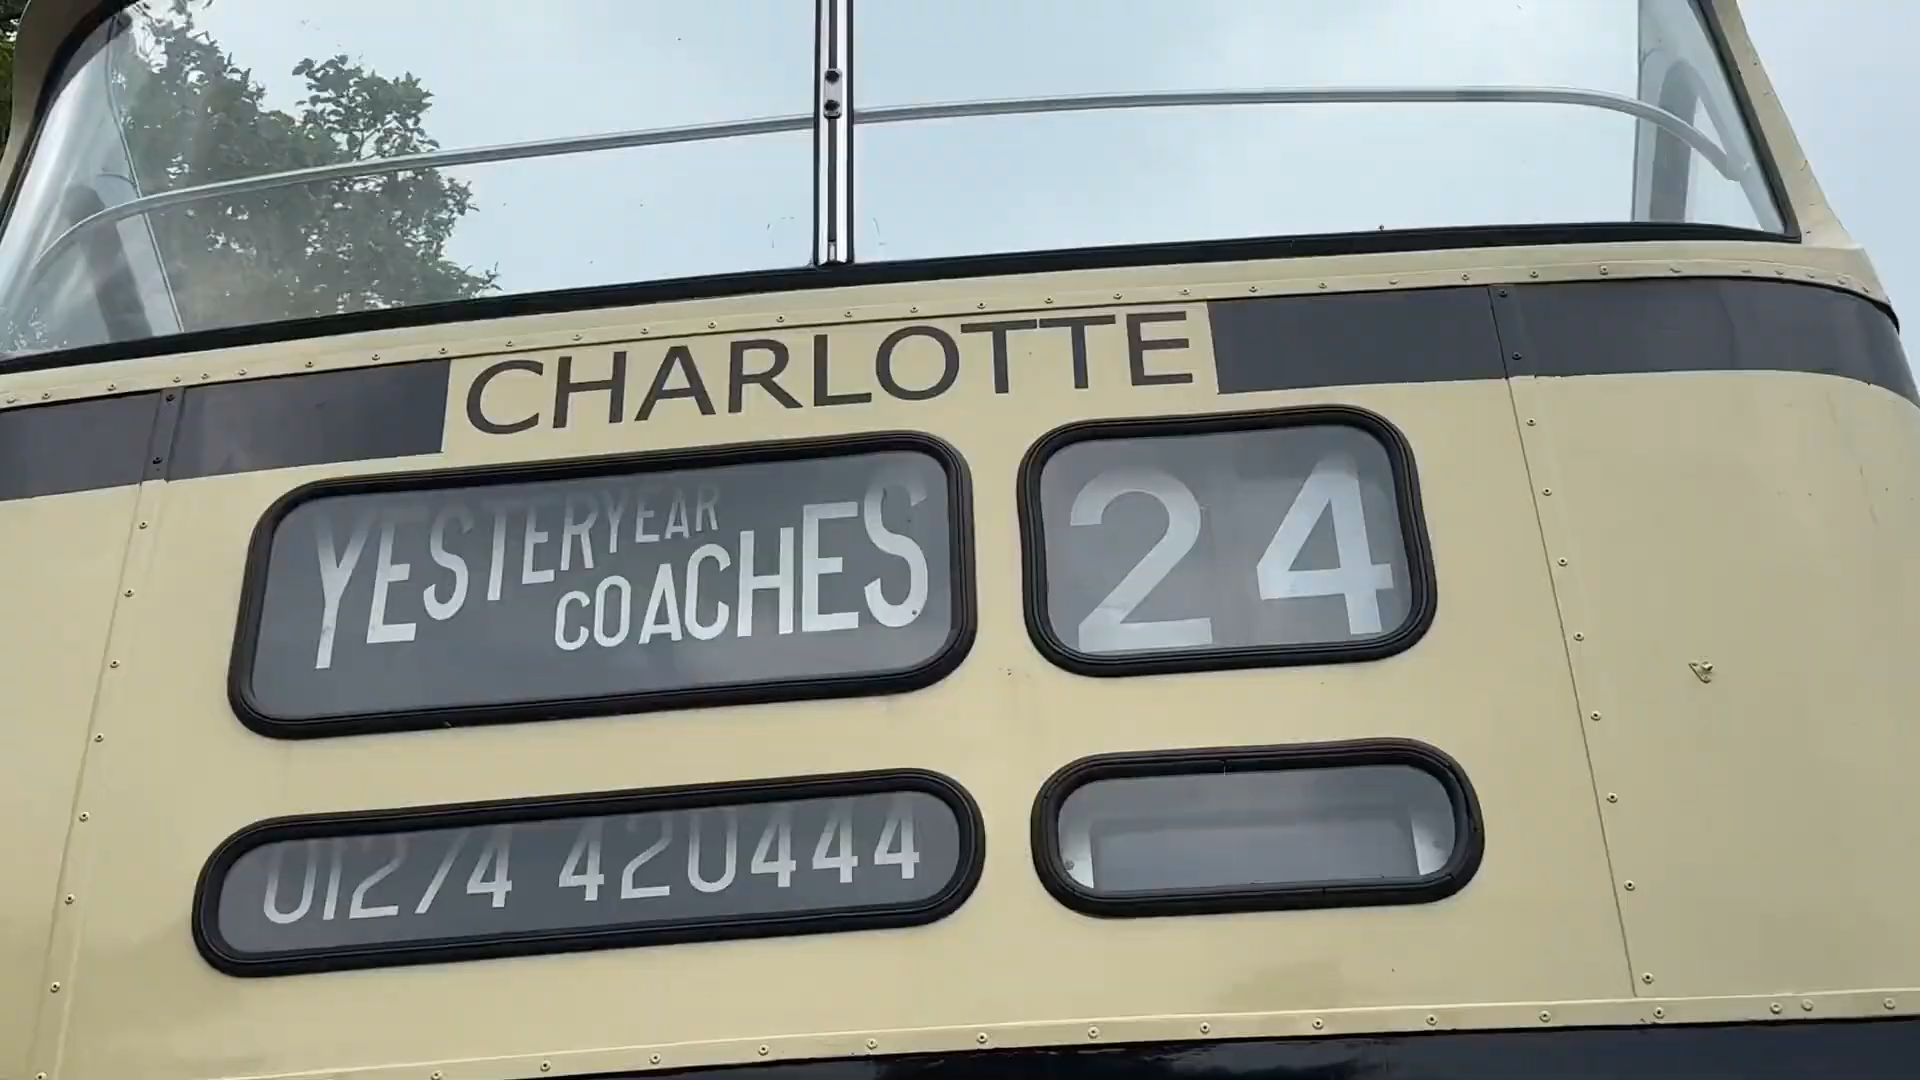 CHARLOTTE
YESTERYEAR
COACHES
24
01274 420444